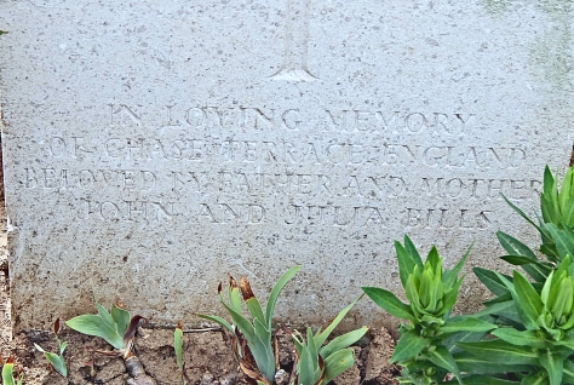 IN LOVING MEMORY
OF CHASE TERRACE, ENGLAND
BELOVED BY FATHER AND MOTHER
JOHN AND JULIA BILLS